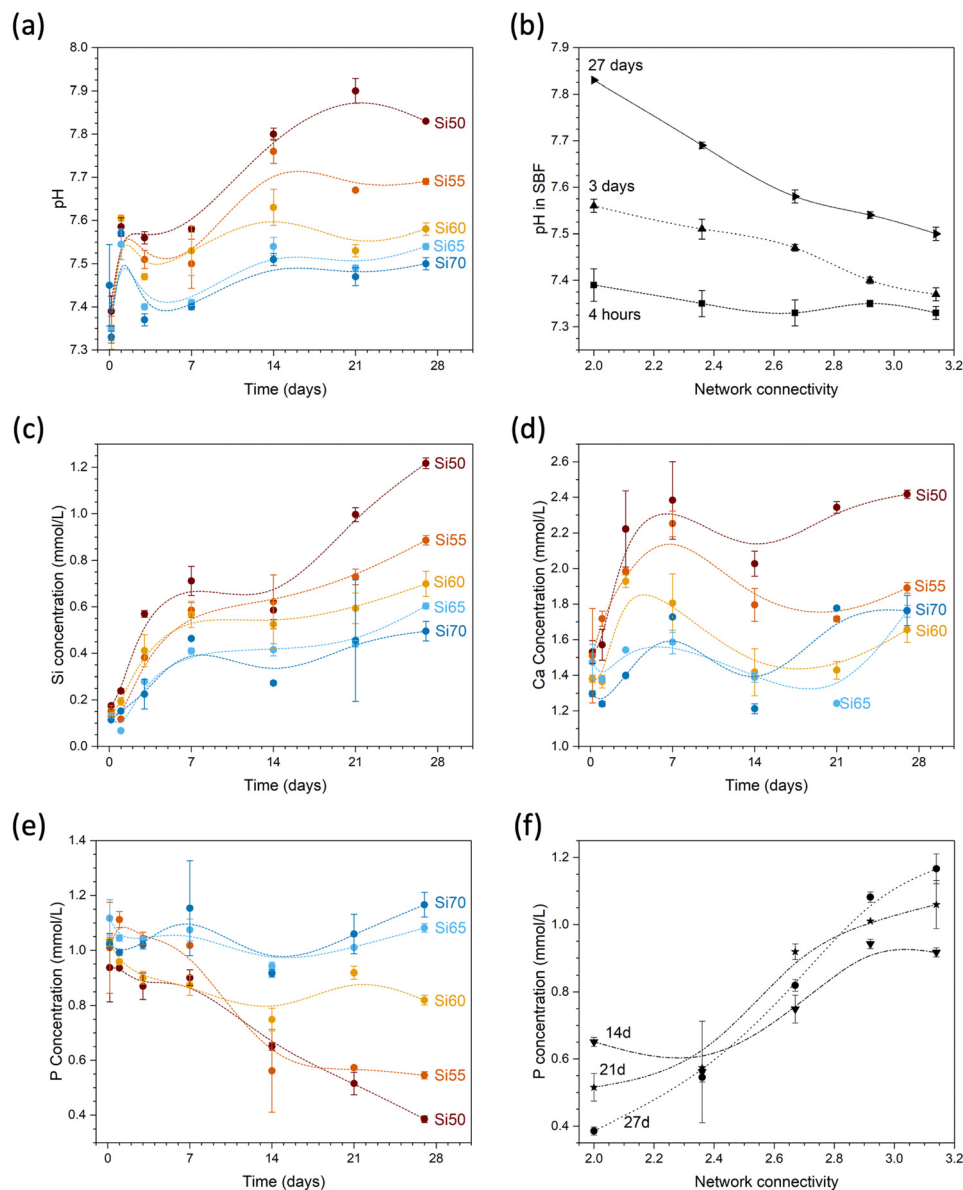 (a)
8.0
7.9
7.8
7.7
7.6
7.5
7.4
7.3
pH
0
7
14
21
28
Time (days)
Si50
Si55
Si60
Si65
Si70
(b)
7.9
7.8
7.7
7.6
7.5
7.4
7.3
pH in SBF
27 days
3 days
4 hours
2.0
2.2
2.4
2.6
2.8
3.0
3.2
Network connectivity
(c)
1.2
1.0
0.8
0.6
0.4
0.2
0.0
Si concentration (mmol/L)
0
7
14
21
28
Time (days)
Si50
Si55
Si60
Si65
Si70
(d)
2.6
2.4
2.2
2.0
1.8
1.6
1.4
1.2
1.0
Ca Concentration (mmol/L)
0
7
14
21
28
Time (days)
Si50
Si55
Si70
Si60
Si65
(e)
1.4
1.2
1.0
0.8
0.6
0.4
P Concentration (mmol/L)
0
7
14
21
28
Time (days)
Si70
Si65
Si60
Si55
Si50
(f)
1.2
1.0
0.8
0.6
0.4
P concentration (mmol/L)
14d
21d
27d
2.0
2.2
2.4
2.6
2.8
3.0
3.2
Network connectivity